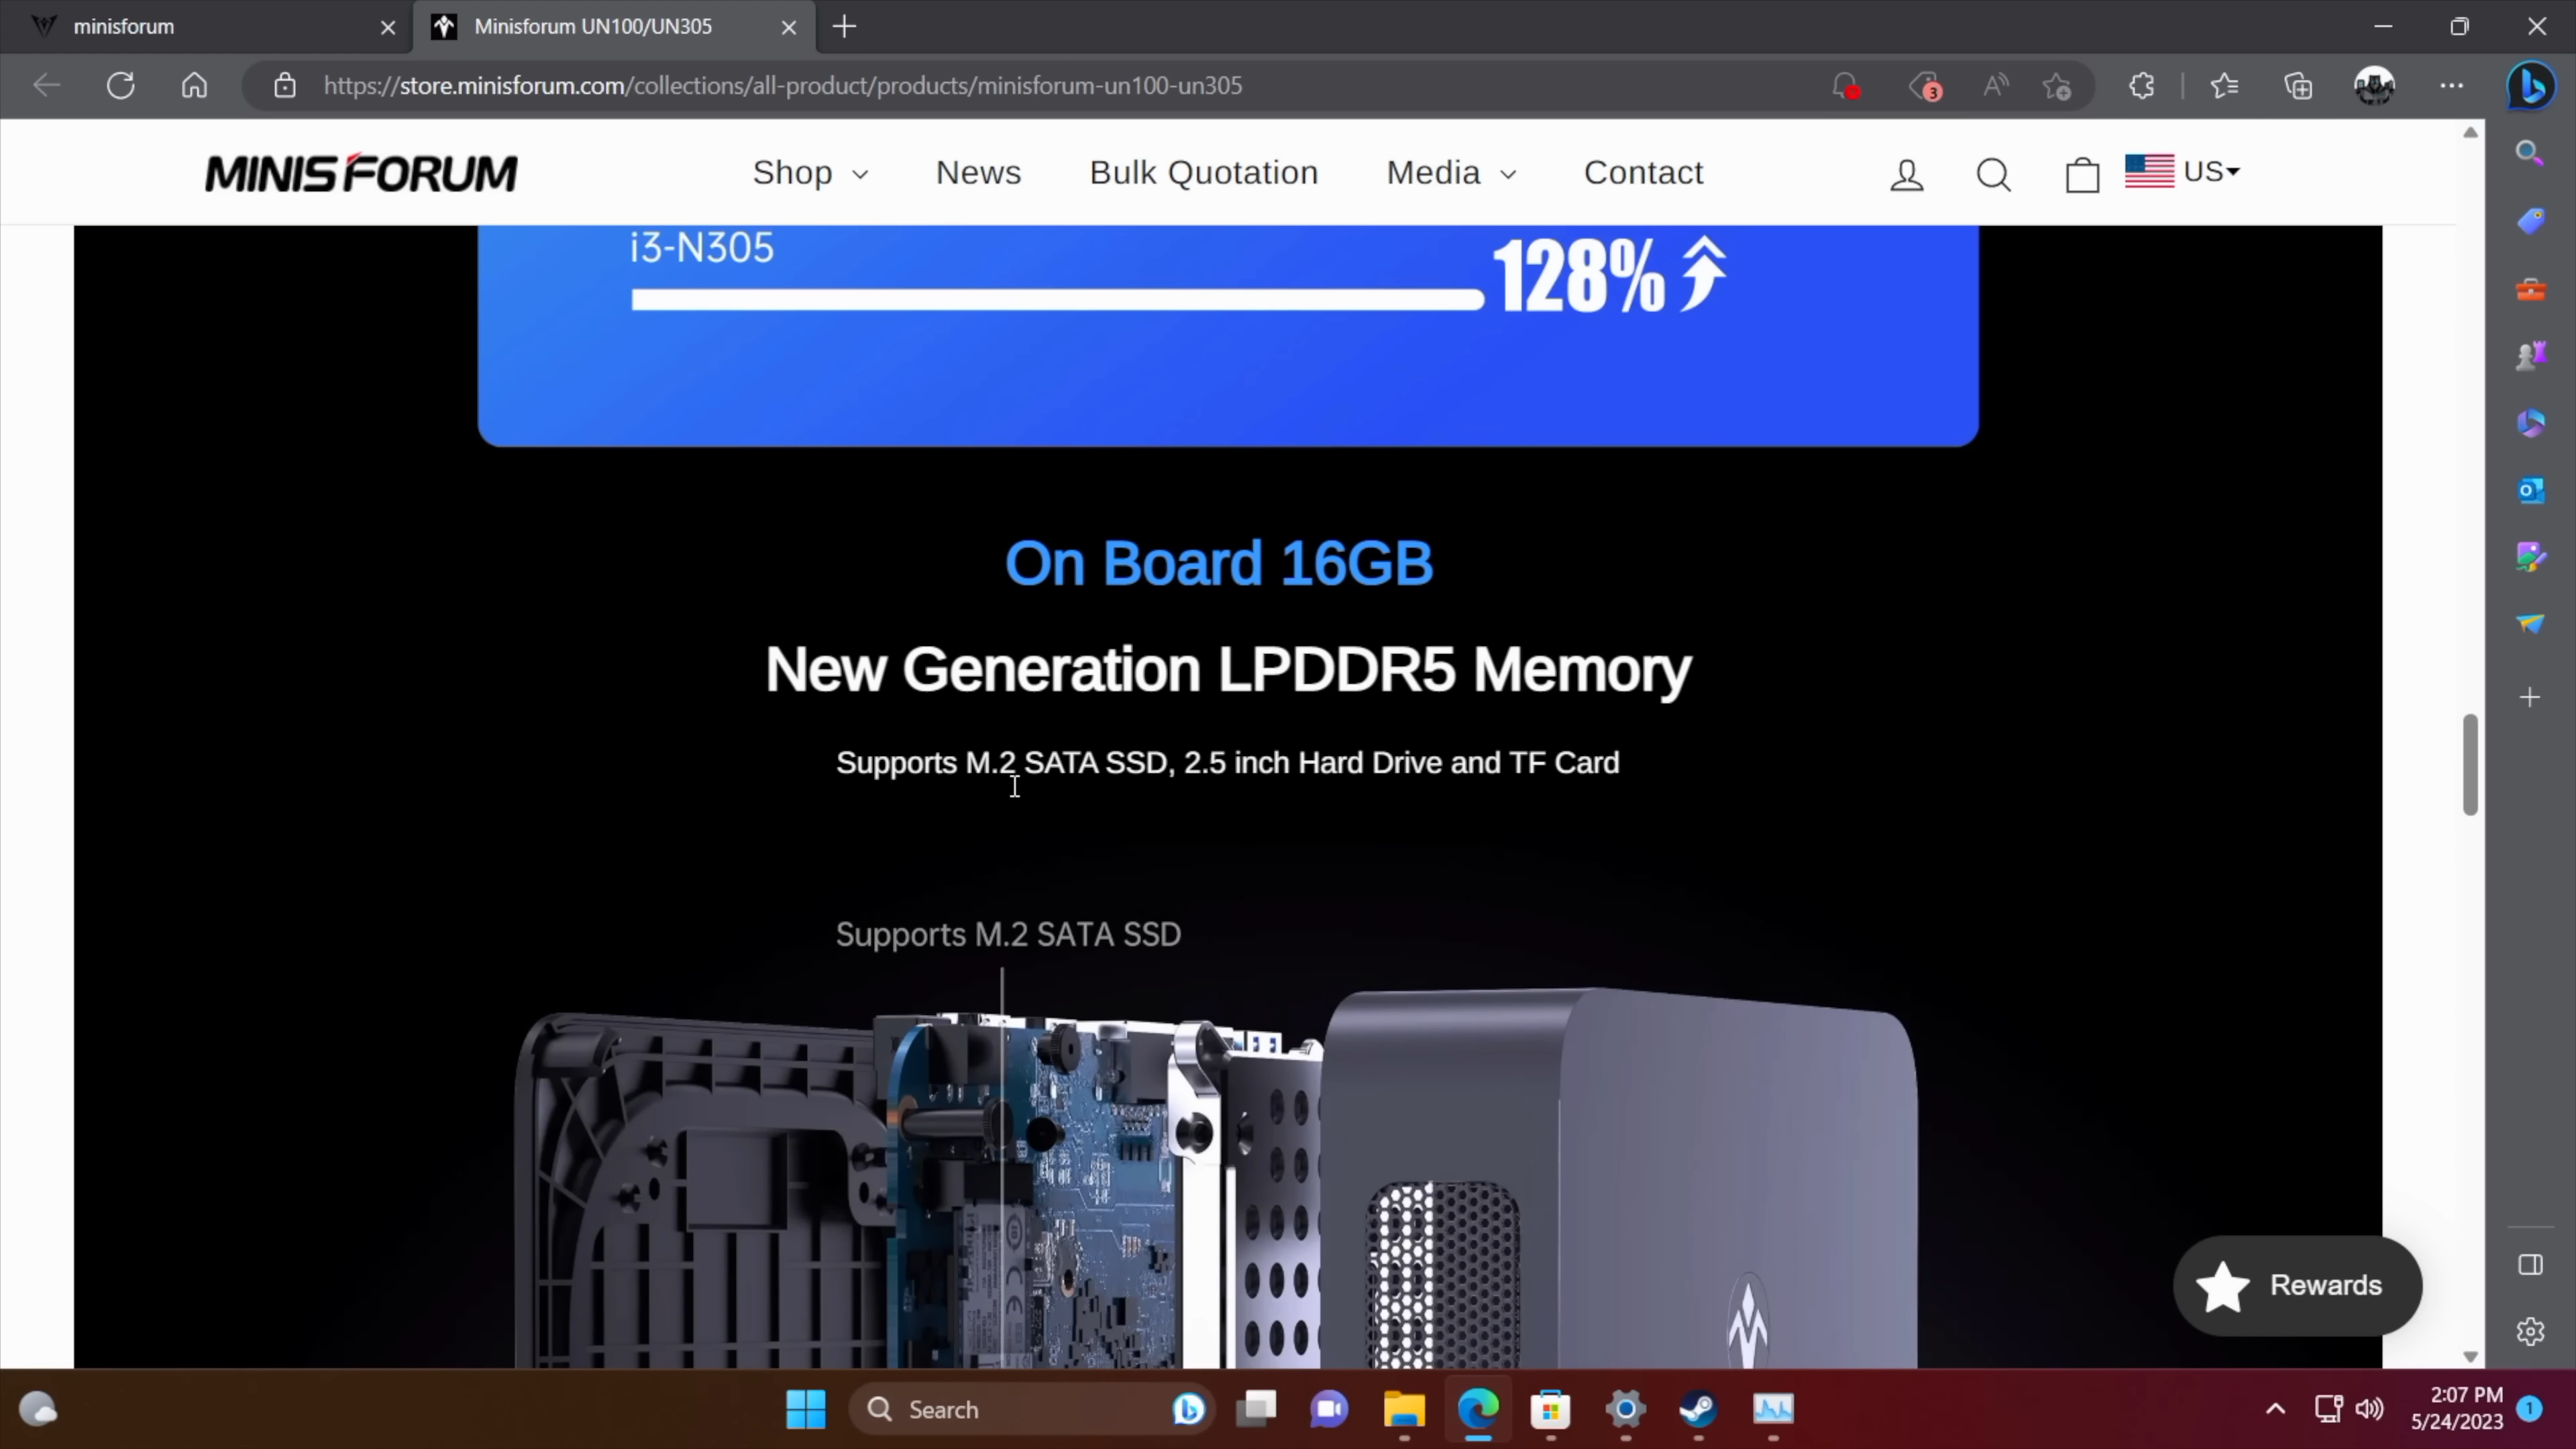 minisforum
Minisforum UN100/UN305
https://store.minisforum.com/collections/all-product/products/minisforum-un100-un305
3
MINISFORUM
Shop
News
Bulk Quotation
Media
Contact
US
i3-N305
128%
On Board 16GB
New Generation LPDDR5 Memory
Supports M.2 SATA SSD, 2.5 inch Hard Drive and TF Card
Supports M.2 SATA SSD
Rewards
Search
2:07 PM
5/24/2023
1